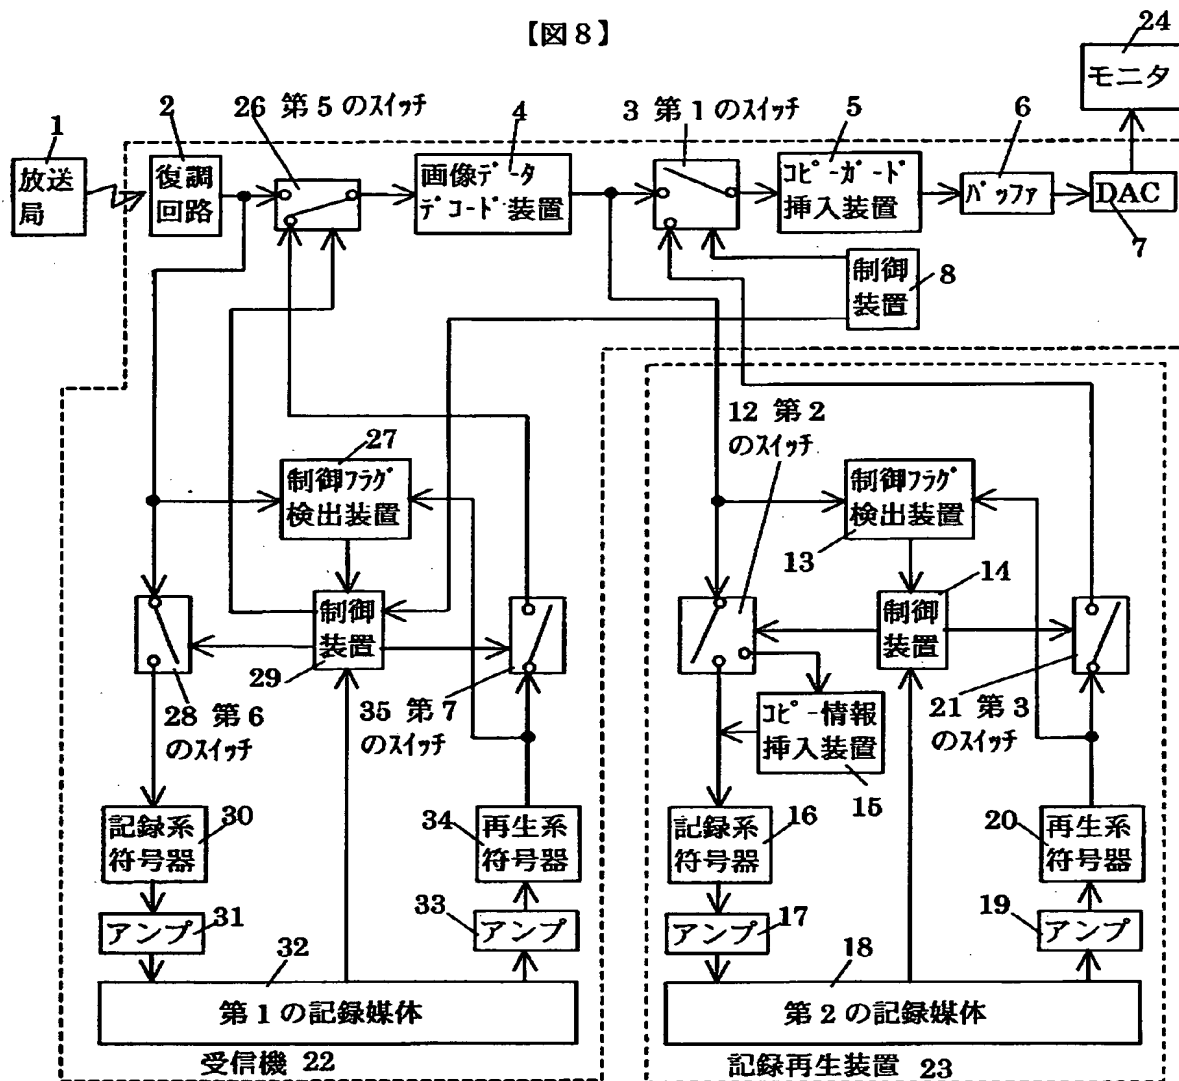 【図8】
24
モニタ
26 第5のスイッチ
3 第1のスイッチ
1
2
4
5
6
放送
局
復調
回路
画像データ
デコード装置
コピーガード
挿入装置
バッファ
DAC
7
制御
装置
8
12 第2
のスイッチ
27
制御フラグ
検出装置
制御フラグ
検出装置
13
14
制御
装置
29
制御
装置
28 第6
のスイッチ
35 第7
のスイッチ
コピー情報
挿入装置
15
21 第3
のスイッチ
記録系
符号器
30
34
再生系
符号器
記録系
符号器
16
20
再生系
符号器
アンプ
31
33
アンプ
アンプ
17
19
アンプ
32
第1の記録媒体
18
第2の記録媒体
受信機 22
記録再生装置 23